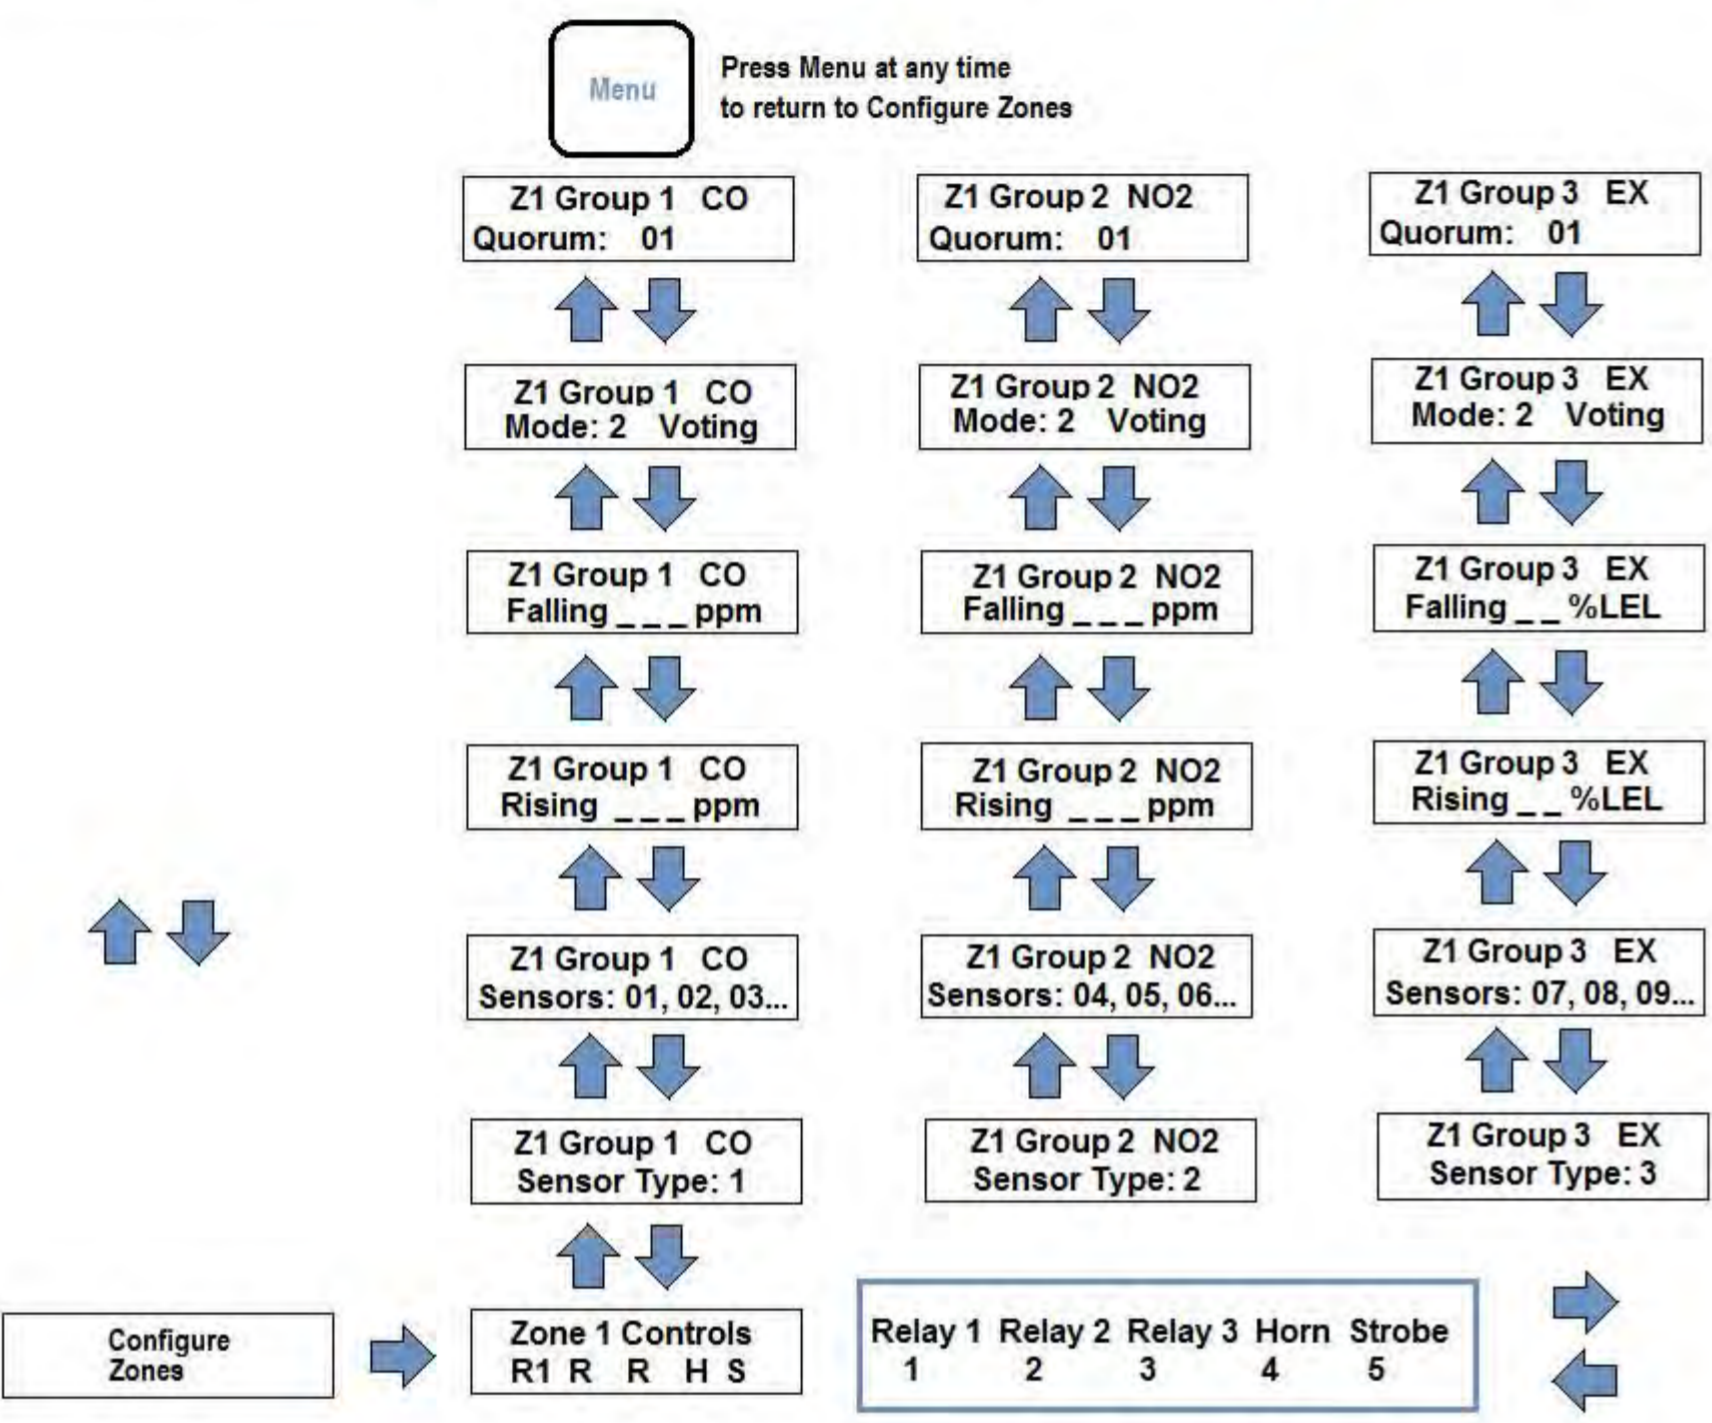 Menu
Press Menu at any time
to return to Configure Zones
Z1 Group 1 CO
Quorum: 01
Z1 Group 2 NO2
Quorum: 01
Z1 Group 3 EX
Quorum: 01
Z1 Group 1 CO
Mode: 2 Voting
Z1 Group 2 NO2
Mode: 2 Voting
Z1 Group 3 EX
Mode: 2 Voting
Z1 Group 1 CO
Falling _ _ _ ppm
Z1 Group 2 NO2
Falling _ _ _ ppm
Z1 Group 3 EX
Falling _ _ %LEL
Z1 Group 1 CO
Rising _ _ _ ppm
Z1 Group 2 NO2
Rising _ _ _ ppm
Z1 Group 3 EX
Rising _ _ %LEL
Z1 Group 1 CO
Sensors: 01, 02, 03...
Z1 Group 2 NO2
Sensors: 04, 05, 06...
Z1 Group 3 EX
Sensors: 07, 08, 09...
Z1 Group 1 CO
Sensor Type: 1
Z1 Group 2 NO2
Sensor Type: 2
Z1 Group 3 EX
Sensor Type: 3
Configure
Zones
Zone 1 Controls
R1 R R H S
Relay 1 Relay 2 Relay 3 Horn Strobe
1 2 3 4 5